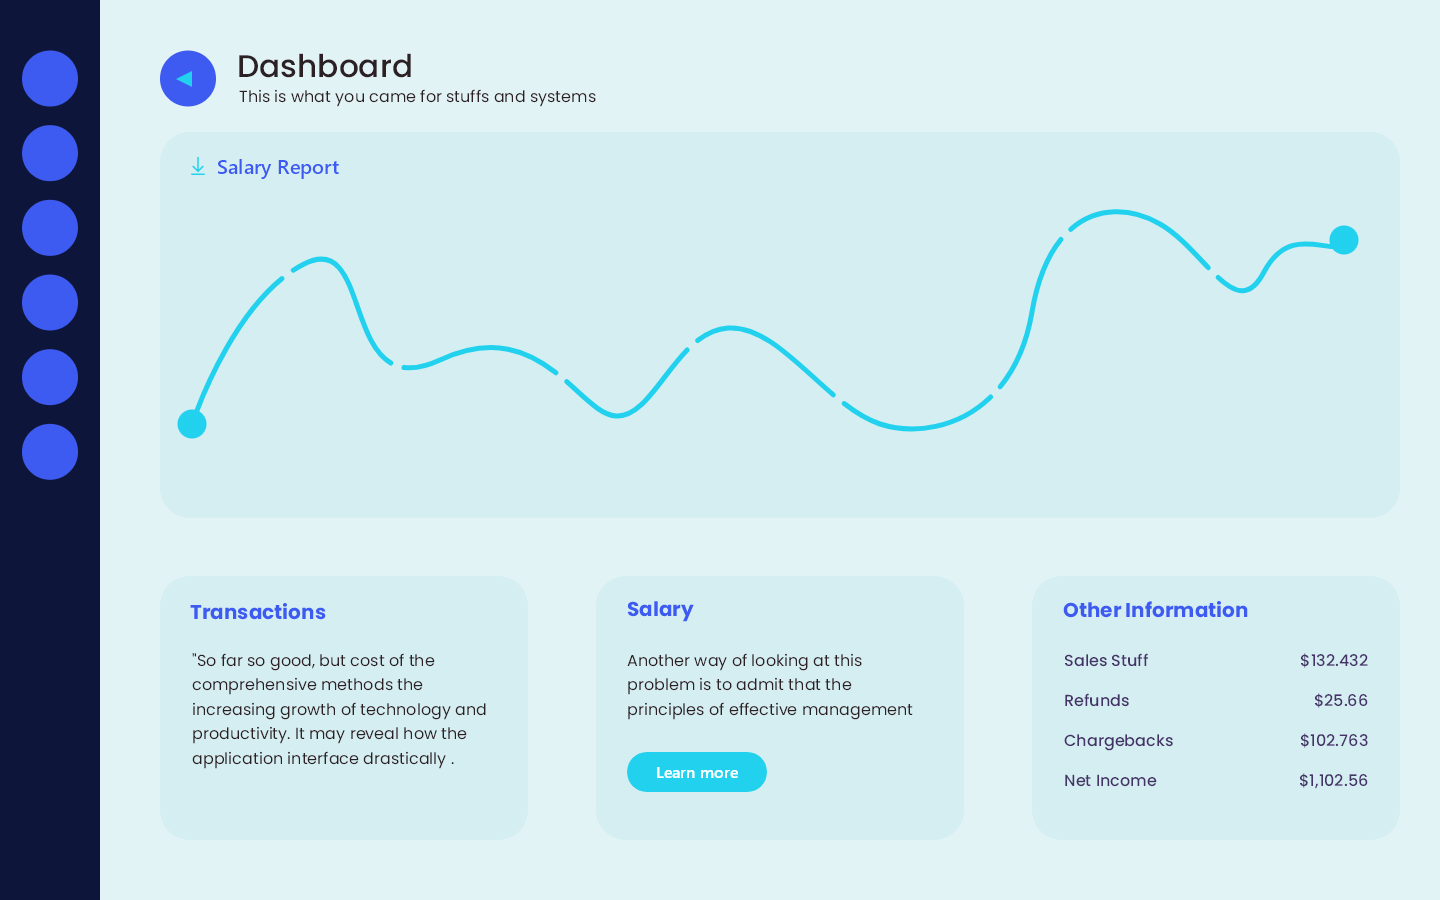 Dashboard
This is what you came for stuffs and systems
Salary Report
Transactions
"So far so good, but cost of the
comprehensive methods the
increasing growth of technology and
productivity. It may reveal how the
application interface drastically .
Salary
Another way of looking at this
problem is to admit that the
principles of effective management
Learn more
Other Information
Sales Stuff $132.432
Refunds $25.66
Chargebacks $102.763
Net Income $1,102.56